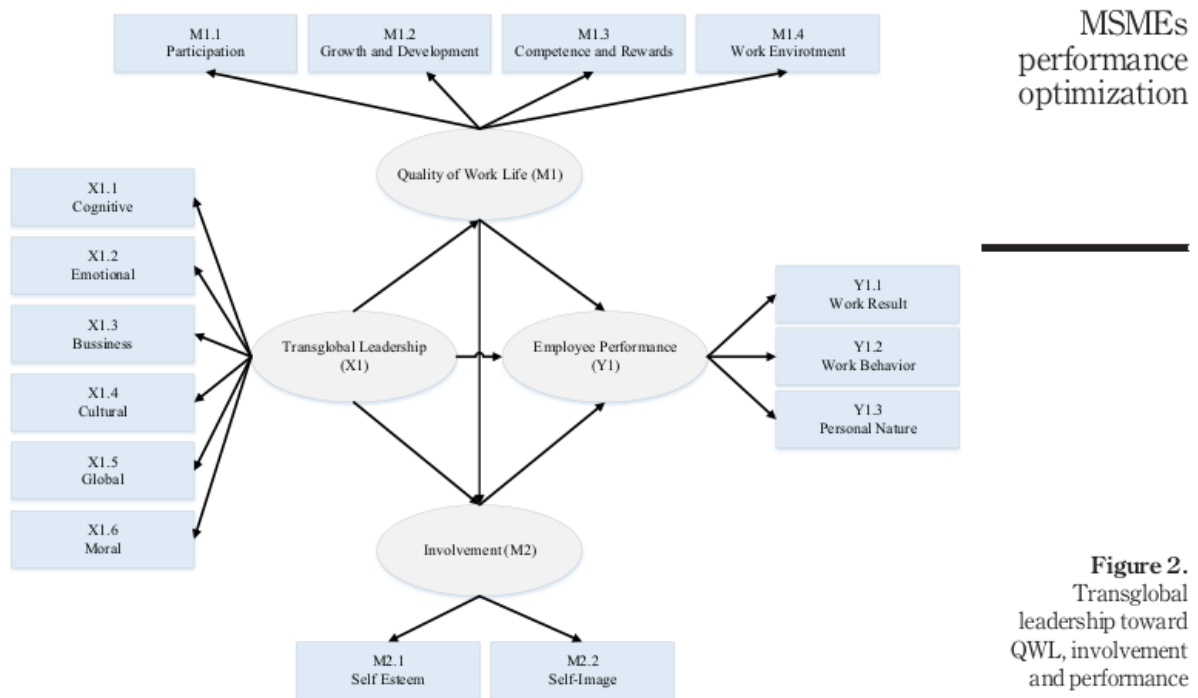 M1.1
Participation
M1.2
Growth and Development
M1.3
Competence and Rewards
M1.4
Work Envirotment
MSMEs
performance
optimization
Quality of Work Life (M1)
X1.1
Cognitive
X1.2
Emotional
X1.3
Bussiness
X1.4
Cultural
X1.5
Global
X1.6
Moral
Transglobal Leadership
(X1)
Employee Performance
(Y1)
Y1.1
Work Result
Y1.2
Work Behavior
Y1.3
Personal Nature
Involvement (M2)
M2.1
Self Esteem
M2.2
Self-Image
Figure 2.
Transglobal
leadership toward
QWL, involvement
and performance